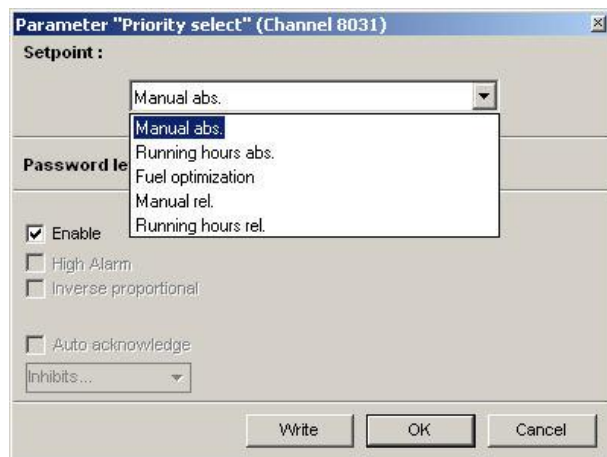 Parameter "Priority select" (Channel 8031)
Setpoint :
Manual abs.
Manual abs.
Running hours abs.
Password le
Fuel optimization
Manual rel.
Running hours rel.
Enable
High Alarm
Inverse proportional
Auto acknowledge
Inhibits...
Write OK Cancel